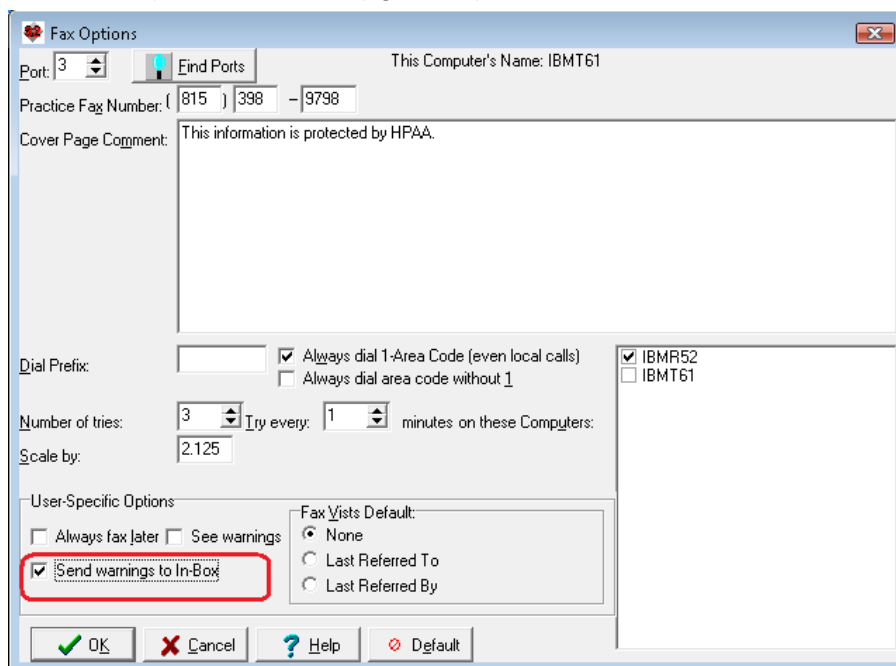 Fax Options
Port: 3 Find Ports This Computer's Name: IBMT61
Practice Fax Number: ( 815 ) 398 – 9798
Cover Page Comment: This information is protected by HPAA.
Dial Prefix: Always dial 1-Area Code (even local calls) IBMR52
Always dial area code without 1 IBMT61
Number of tries: 3 Try every: 1 minutes on these Computers:
Scale by: 2.125
User-Specific Options Fax Vists Default:
Always fax later See warnings None
Send warnings to In-Box Last Referred To
Last Referred By
OK Cancel Help Default